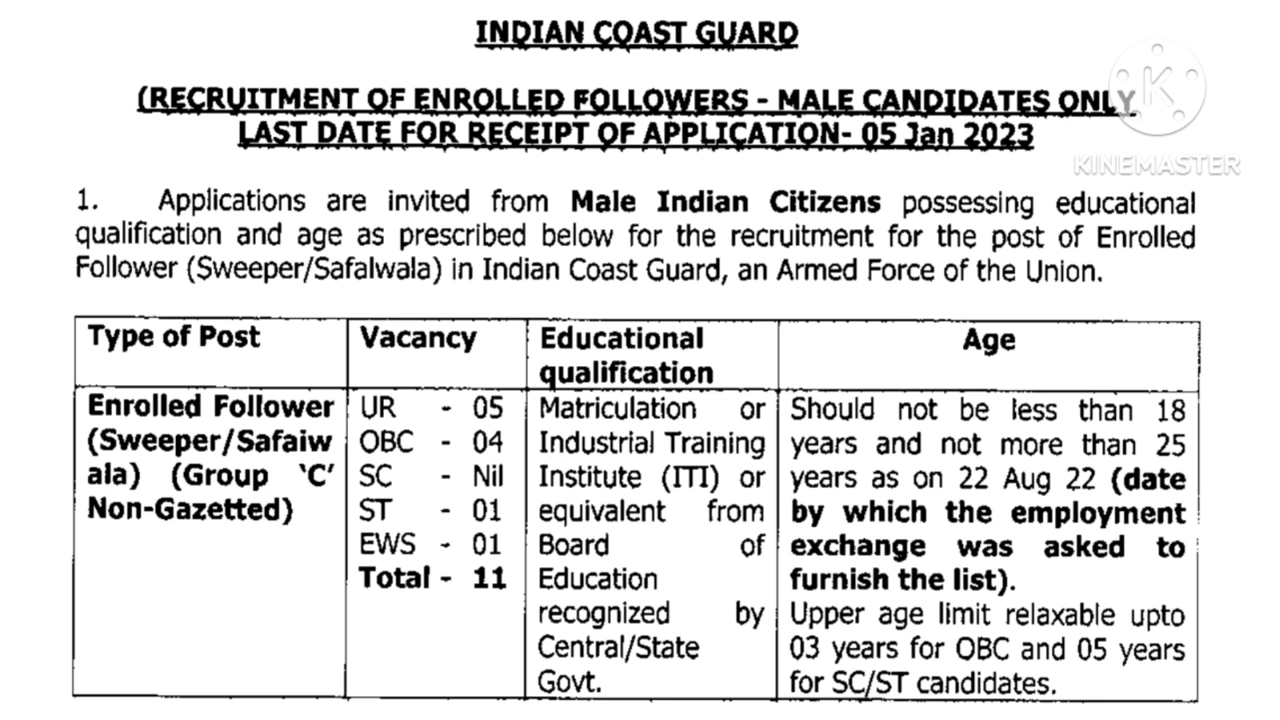 INDIAN COAST GUARD
(RECRUITMENT OF ENROLLED FOLLOWERS - MALE CANDIDATES ONLY
LAST DATE FOR RECEIPT OF APPLICATION- 05 Jan 2023
KINEMASTER
1. Applications are invited from Male Indian Citizens possessing educational
qualification and age as prescribed below for the recruitment for the post of Enrolled
Follower (Sweeper/Safalwala) in Indian Coast Guard, an Armed Force of the Union.
Type of Post
Vacancy
Educational
qualification
Age
Enrolled Follower
(Sweeper/Safaiw
ala) (Group ‘C’
Non-Gazetted)
UR - 05
OBC - 04
SC - Nil
ST - 01
EWS - 01
Total - 11
Matriculation or
Industrial Training
Institute (ITI) or
equivalent from
Board of
Education
recognized by
Central/State
Govt.
Should not be less than 18
years and not more than 25
years as on 22 Aug 22 (date
by which the employment
exchange was asked to
furnish the list).
Upper age limit relaxable upto
03 years for OBC and 05 years
for SC/ST candidates.